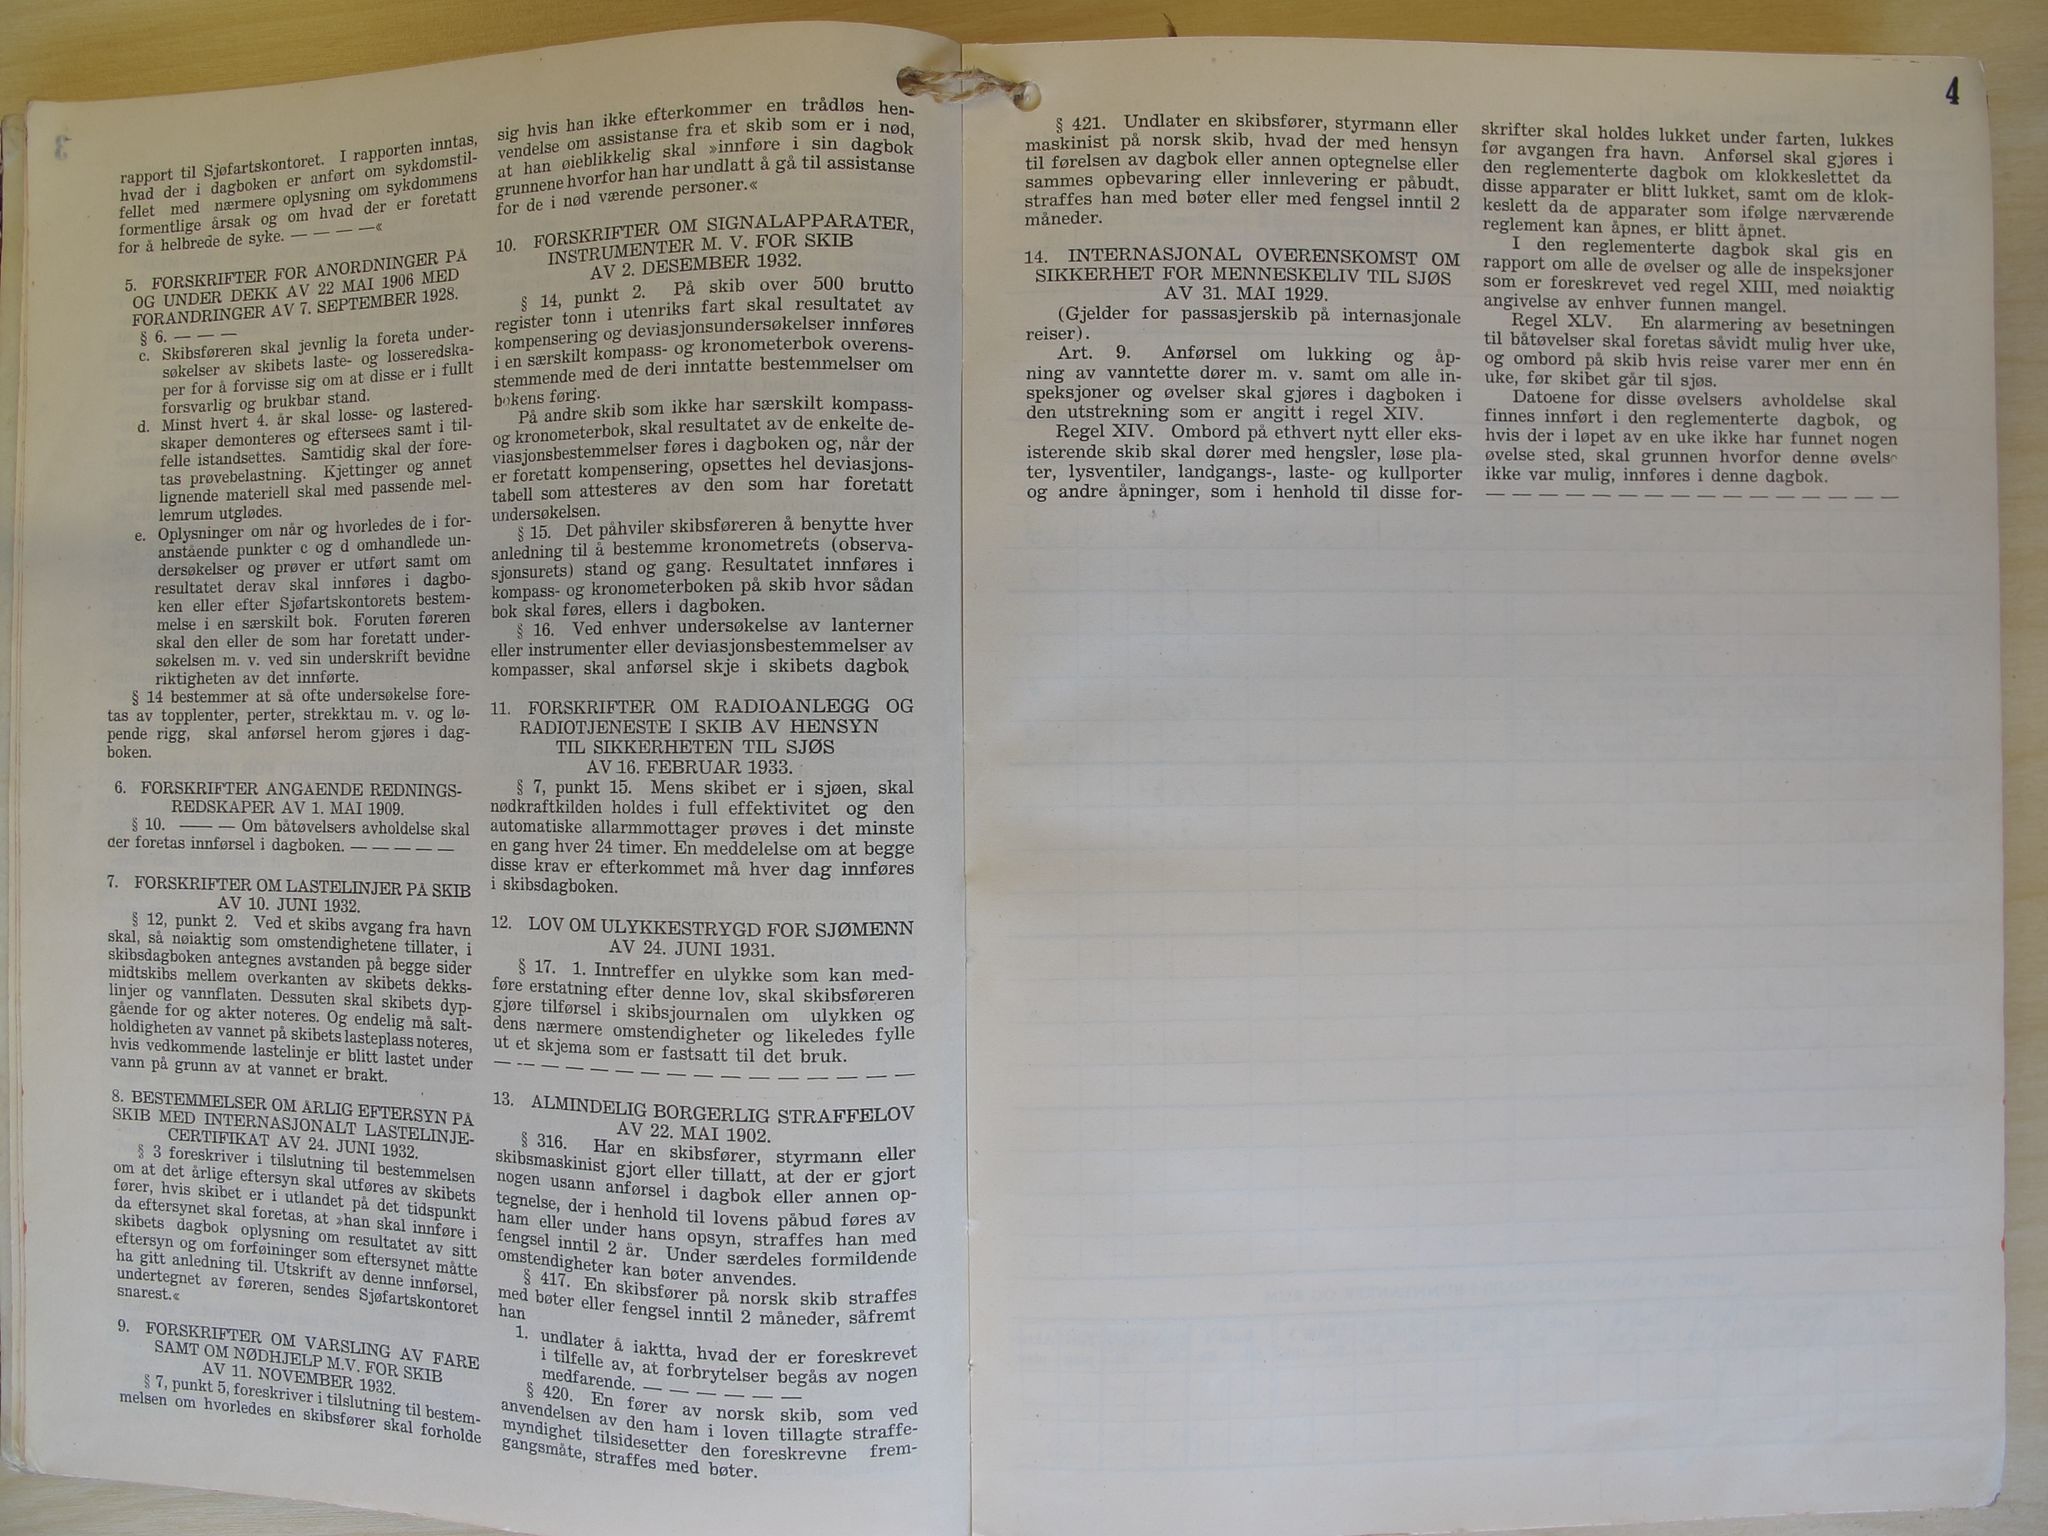 rapport til Sjøfartskontoret. I rapporten inntas,
hvad der i dagboken er anført om sykdomstil-
fellet med nærmere oplysning om sykdommens
formentlige årsak og om hvad der er foretatt
for å helbrede de syke. — — — —«
5. FORSKRIFTER FOR ANORDNINGER PÅ
OG UNDER DEKK AV 22 MAI 1906 MED
FORANDRINGER AV 7. SEPTEMBER 1928.
§ 6. — — —
c. Skibsføreren skal jevnlig la foreta under-
søkelser av skibets laste- og losseredska-
per for å forvisse sig om at disse er i fullt
forsvarlig og brukbar stand.
d. Minst hvert 4. år skal losse- og lastered-
skaper demonteres og eftersees samt i til-
felle istandsettes. Samtidig skal der fore-
tas prøvebelastning. Kjettinger og annet
lignende materiell skal med passende mel-
lemrum utglødes.
e. Oplysninger om når og hvorledes de i for-
anstående punkter c og d omhandlede un-
dersøkelser og prøver er utført samt om
resultatet derav skal innføres i dagbo-
ken eller efter Sjøfartskontorets bestem-
melse i en særskilt bok. Foruten føreren
skal den eller de som har foretatt under-
søkelsen m. v. ved sin underskrift bevidne
riktigheten av det innførte.
§ 14 bestemmer at så ofte undersøkelse fore-
tas av topplenter, perter, strekktau m. v. og lø-
pende rigg, skal anførsel herom gjøres i dag-
boken.
6. FORSKRIFTER ANGAENDE REDNINGS-
REDSKAPER AV 1. MAI 1909.
§ 10. —— — Om båtøvelsers avholdelse skal
der foretas innførsel i dagboken. — — — — —
7. FORSKRIFTER OM LASTELINJER PA SKIB
AV 10. JUNI 1932.
§ 12, punkt 2. Ved et skibs avgang fra havn
skal, så nøiaktig som omstendighetene tillater, i
skibsdagboken antegnes avstanden på begge sider
midtskibs mellem overkanten av skibets dekks-
linjer og vannflaten. Dessuten skal skibets dyp-
gående for og akter noteres. Og endelig må salt-
holdigheten av vannet på skibets lasteplass noteres,
hvis vedkommende lastelinje er blitt lastet under
vann på grunn av at vannet er brakt.
8. BESTEMMELSER OM ÅRLIG EFTERSYN PÅ
SKIB MED INTERNASJONALT LASTELINJE-
CERTIFIKAT AV 24. JUNI 1932.
§ 3 foreskriver i tilslutning til bestemmelsen
om at det årlige eftersyn skal utføres av skibets
fører, hvis skibet er i utlandet på det tidspunkt
da eftersynet skal foretas, at »han skal innføre i
skibets dagbok oplysning om resultatet av sitt
eftersyn og om forføininger som eftersynet måtte
ha gitt anledning til. Utskrift av denne innførsel,
undertegnet av føreren, sendes Sjøfartskontoret
snarest.«
9. FORSKRIFTER OM VARSLING AV FARE
SAMT OM NØDHJELP M.V. FOR SKIB
AV 11. NOVEMBER 1932.
§ 7, punkt 5, foreskriver i tilslutning til bestem-
melsen om hvorledes en skibsfører skal forholde
sig hvis han ikke efterkommer en trådløs hen-
vendelse om assistanse fra et skib som er i nød,
at han øieblikkelig skal »innføre i sin dagbok
grunnene hvorfor han har undlatt å gå til assistanse
for de i nød værende personer.«
10. FORSKRIFTER OM SIGNALAPPARATER,
INSTRUMENTER M. V. FOR SKIB
AV 2. DESEMBER 1932.
§ 14, punkt 2. På skib over 500 brutto
register tonn i utenriks fart skal resultatet av
kompensering og deviasjonsundersøkelser innføres
i en særskilt kompass- og kronometerbok overens-
stemmende med de deri inntatte bestemmelser om
bokens føring.
På andre skib som ikke har særskilt kompass-
og kronometerbok, skal resultatet av de enkelte de-
viasjonsbestemmelser føres i dagboken og, når der
er foretatt kompensering, opsettes hel deviasjons-
tabell som attesteres av den som har foretatt
undersøkelsen.
§ 15. Det påhviler skibsføreren å benytte hver
anledning til å bestemme kronometrets (observa-
sjonsurets) stand og gang. Resultatet innføres i
kompass- og kronometerboken på skib hvor sådan
bok skal føres, ellers i dagboken.
§ 16. Ved enhver undersøkelse av lanterner
eller instrumenter eller deviasjonsbestemmelser av
kompasser, skal anførsel skje i skibets dagbok
11. FORSKRIFTER OM RADIOANLEGG OG
RADIOTJENESTE I SKIB AV HENSYN
TIL SIKKERHETEN TIL SJØS
AV 16. FEBRUAR 1933.
§ 7, punkt 15. Mens skibet er i sjøen, skal
nødkraftkilden holdes i full effektivitet og den
automatiske allarmmottager prøves i det minste
en gang hver 24 timer. En meddelelse om at begge
disse krav er efterkommet må hver dag innføres
i skibsdagboken.
12. LOV OM ULYKKESTRYGD FOR SJØMENN
AV 24. JUNI 1931.
§ 17. 1. Inntreffer en ulykke som kan med-
føre erstatning efter denne lov, skal skibsføreren
gjøre tilførsel i skibsjournalen om ulykken og
dens nærmere omstendigheter og likeledes fylle
ut et skjema som er fastsatt til det bruk.
— — — — — — — — — — — — — — — —
13. ALMINDELIG BORGERLIG STRAFFELOV
AV 22. MAI 1902.
§ 316. Har en skibsfører, styrmann eller
skibsmaskinist gjort eller tillatt, at der er gjort
nogen usann anførsel i dagbok eller annen op-
tegnelse, der i henhold til lovens påbud føres av
ham eller under hans opsyn, straffes han med
fengsel inntil 2 år. Under særdeles formildende
omstendigheter kan bøter anvendes.
§ 417. En skibsfører på norsk skib straffes
med bøter eller fengsel inntil 2 måneder, såfremt
han
1. undlater å iaktta, hvad der er foreskrevet
i tilfelle av, at forbrytelser begås av nogen
medfarende. — — — — — —
§ 420. En fører av norsk skib, som ved
anvendelsen av den ham i loven tillagte straffe-
myndighet tilsidesetter den foreskrevne frem-
gangsmåte, straffes med bøter.
4
§ 421. Undlater en skibsfører, styrmann eller
maskinist på norsk skib, hvad der med hensyn
til førelsen av dagbok eller annen optegnelse eller
sammes opbevaring eller innlevering er påbudt,
straffes han med bøter eller med fengsel inntil 2
måneder.
14. INTERNASJONAL OVERENSKOMST OM
SIKKERHET FOR MENNESKELIV TIL SJØS
AV 31. MAI 1929.
(Gjelder for passasjerskib på internasjonale
reiser).
Art. 9. Anførsel om lukking og åp-
ning av vanntette dører m. v. samt om alle in-
speksjoner og øvelser skal gjøres i dagboken i
den utstrekning som er angitt i regel XIV.
Regel XIV. Ombord på ethvert nytt eller eks-
isterende skib skal dører med hengsler, løse pla-
ter, lysventiler, landgangs-, laste- og kullporter
og andre åpninger, som i henhold til disse for-
skrifter skal holdes lukket under farten, lukkes
før avgangen fra havn. Anførsel skal gjøres i
den reglementerte dagbok om klokkeslettet da
disse apparater er blitt lukket, samt om de klok-
keslett da de apparater som ifølge nærværende
reglement kan åpnes, er blitt åpnet.
I den reglementerte dagbok skal gis en
rapport om alle de øvelser og alle de inspeksjoner
som er foreskrevet ved regel XIII, med nøiaktig
angivelse av enhver funnen mangel.
Regel XLV. En alarmering av besetningen
til båtøvelser skal foretas såvidt mulig hver uke,
og ombord på skib hvis reise varer mer enn én
uke, før skibet går til sjøs.
Datoene for disse øvelsers avholdelse skal
finnes innført i den reglementerte dagbok, og
hvis der i løpet av en uke ikke har funnet nogen
øvelse sted, skal grunnen hvorfor denne øvelse
ikke var mulig, innføres i denne dagbok.
— — — — — — — — — — — — — — — — —